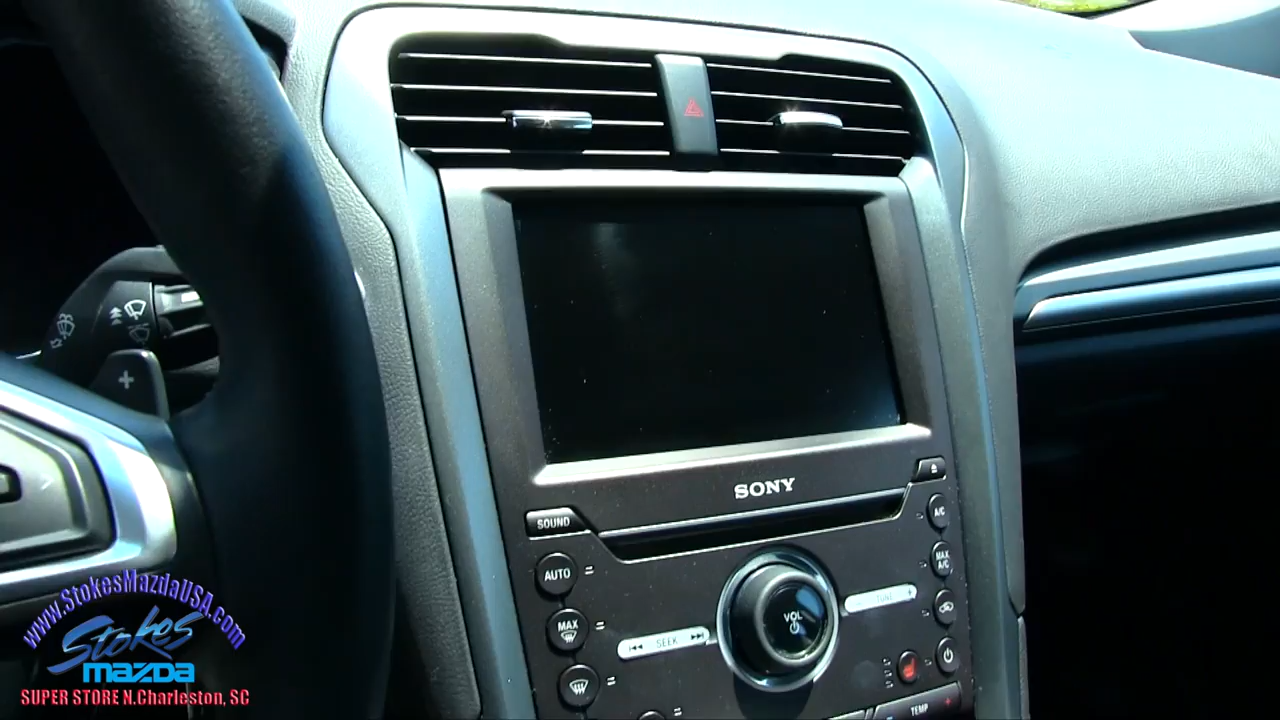 SONY
SOUND
A/C
AUTO
MAX
A/C
VOL
TUNE +
MAX
SEEK
TEMP
+
www.StokesMazdaUSA.com
Stokes
mazda
SUPER STORE N.Charleston, SC